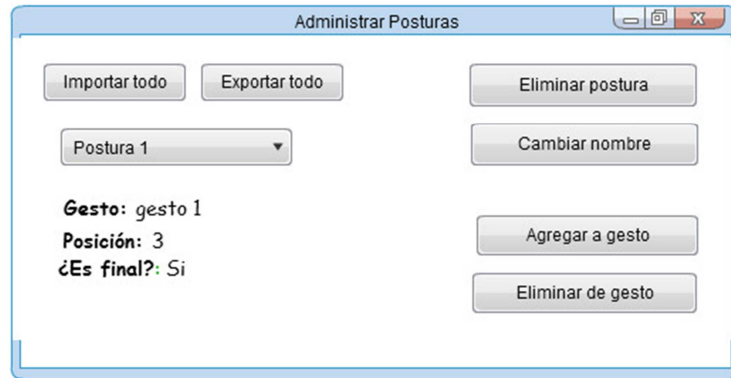 Administrar Posturas
Importar todo
Exportar todo
Eliminar postura
Postura 1
Cambiar nombre
Gesto: gesto 1
Posición: 3
¿Es final?: Si
Agregar a gesto
Eliminar de gesto